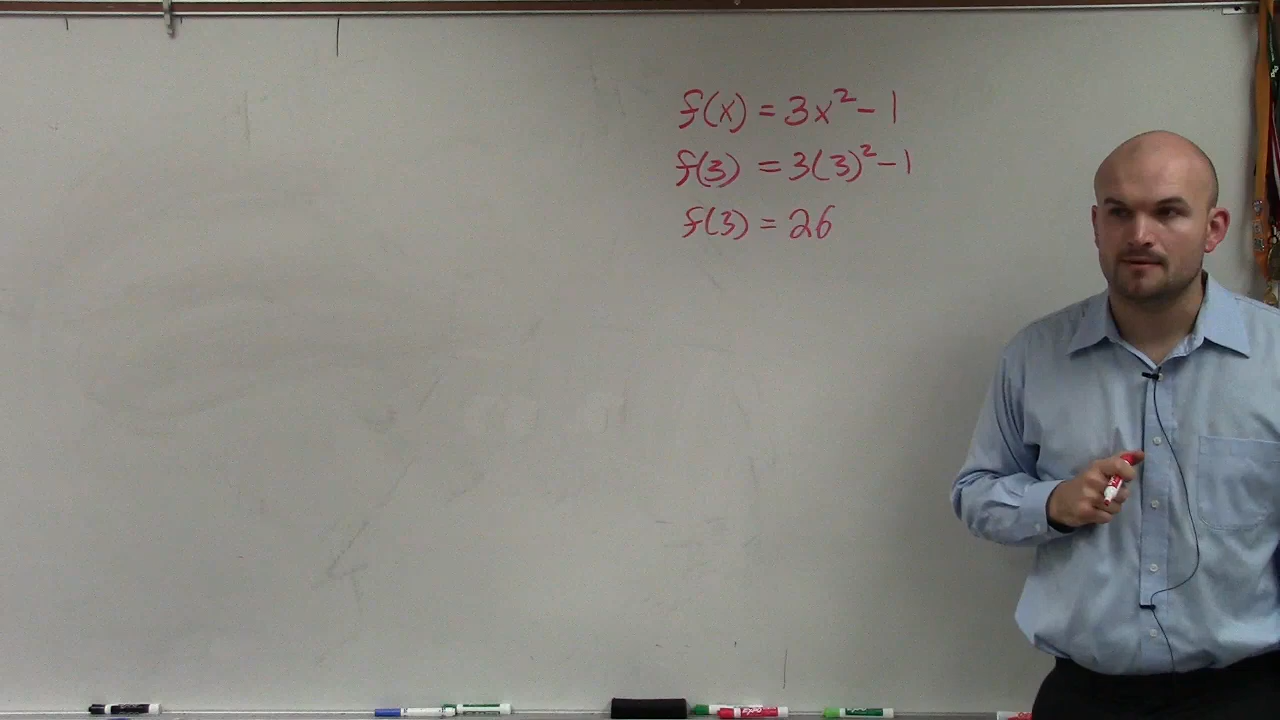 f(x) = 3x² - 1
f(3) = 3(3)² - 1
f(3) = 26